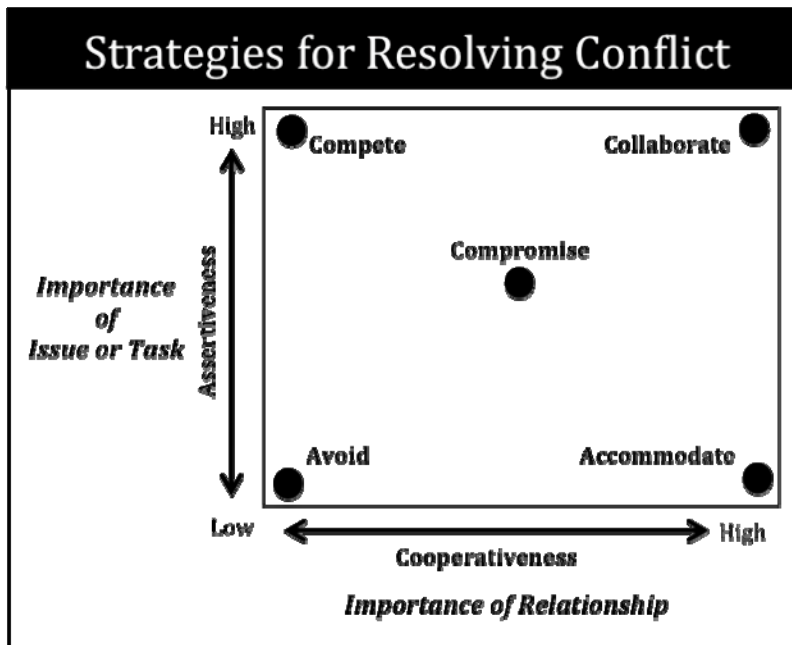 Strategies for Resolving Conflict
High
Compete
Collaborate
Compromise
Importance
of
Issue or Task
Assertiveness
Avoid
Accommodate
Low
High
Cooperativeness
Importance of Relationship